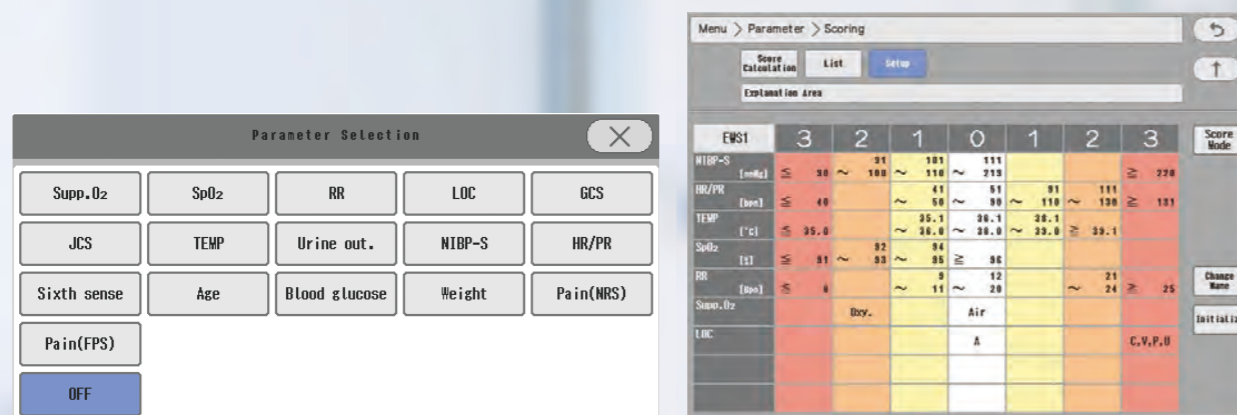 Parameter Selection
Supp.O₂ SpO₂ RR LOC GCS
JCS TEMP Urine out. NIBP-S HR/PR
Sixth sense Age Blood glucose Weight Pain(NRS)
Pain(FPS)
OFF
Menu > Parameter > Scoring
Score
Calculation
List
Setup
Explanation Area
EWS1 3 2 1 0 1 2 3
Score
Mode
NIBP-S 91 101 111
[mmHg] ≦ 90 ~ 100 ~ 110 ~ 219 ≧ 220
HR/PR 41 51 91 111
[bpm] ≦ 40 ~ 50 ~ 90 ~ 110 ~ 130 ≧ 131
TEMP 35.1 36.1 38.1
[°C] ≦ 35.0 ~ 36.0 ~ 38.0 ~ 39.0 ≧ 39.1
SpO₂ 92 94
[%] ≦ 91 ~ 93 ~ 95 ≧ 96
RR 9 12 21
[Bpm] ≦ 8 ~ 11 ~ 20 ~ 24 ≧ 25
Supp.O₂ Oxy. Air
LOC A C,V,P,U
Change
Name